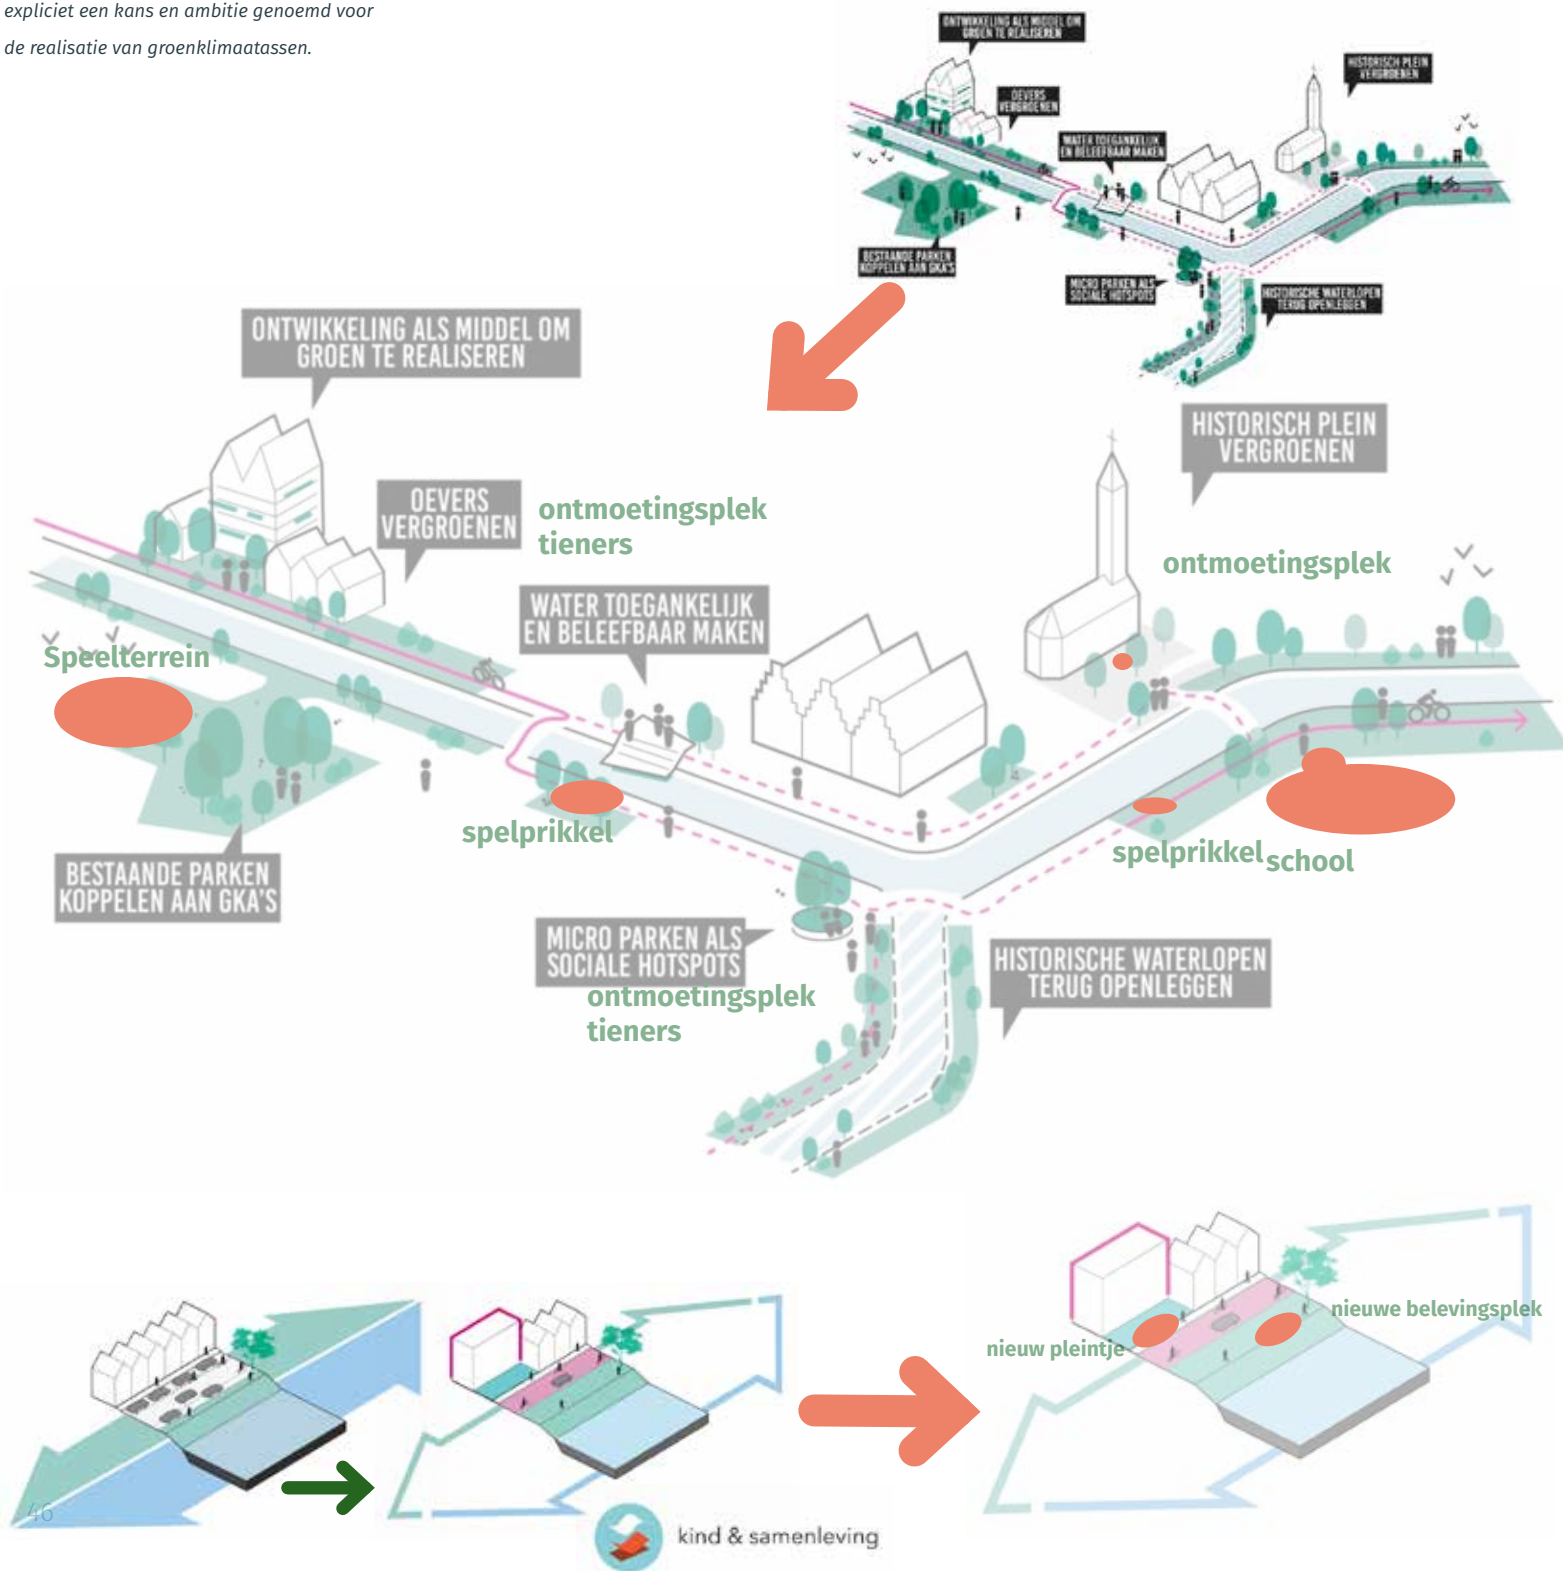 expliciet een kans en ambitie genoemd voor
de realisatie van groenklimaatassen.
ONTWIKKELING ALS MIDDEL OM
GROEN TE REALISEREN
OEVERS
VERGROENEN
WATER TOEGANKELIJK
EN BELEEFBAAR MAKEN
HISTORISCH PLEIN
VERGROENEN
BESTAANDE PARKEN
KOPPELEN AAN GKA'S
MICRO PARKEN ALS
SOCIALE HOTSPOTS
HISTORISCHE WATERLOPEN
TERUG OPENLEGGEN
ONTWIKKELING ALS MIDDEL OM
GROEN TE REALISEREN
OEVERS
VERGROENEN
ontmoetingsplek
tieners
HISTORISCH PLEIN
VERGROENEN
ontmoetingsplek
WATER TOEGANKELIJK
EN BELEEFBAAR MAKEN
Speelterrein
spelprikkel
spelprikkel
school
BESTAANDE PARKEN
KOPPELEN AAN GKA'S
MICRO PARKEN ALS
SOCIALE HOTSPOTS
ontmoetingsplek
tieners
HISTORISCHE WATERLOPEN
TERUG OPENLEGGEN
nieuwe belevingsplek
nieuw pleintje
46
kind & samenleving